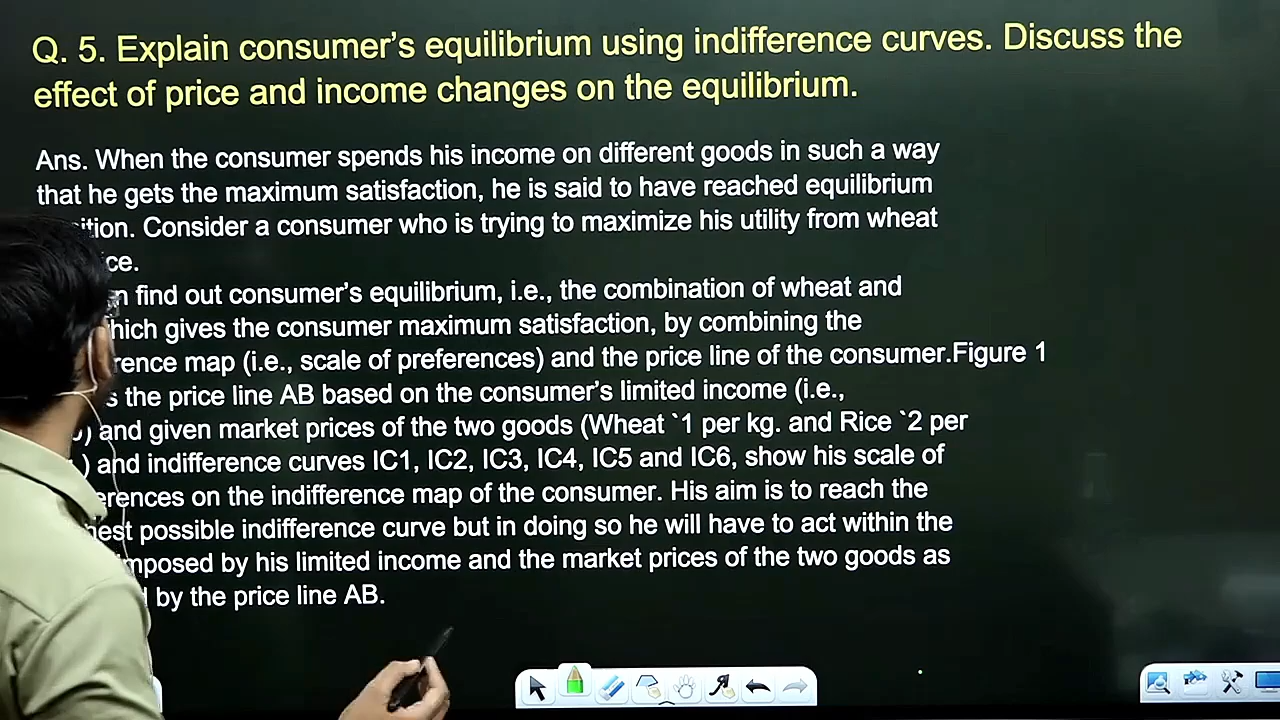 Q. 5. Explain consumer's equilibrium using indifference curves. Discuss the
effect of price and income changes on the equilibrium.
Ans. When the consumer spends his income on different goods in such a way
that he gets the maximum satisfaction, he is said to have reached equilibrium
Consider a consumer who is trying to maximize his utility from wheat
find out consumer's equilibrium, i.e., the combination of wheat and
which gives the consumer maximum satisfaction, by combining the
map (i.e., scale of preferences) and the price line of the consumer.Figure 1
the price line AB based on the consumer's limited income (i.e.,
and given market prices of the two goods (Wheat `1 per kg. and Rice `2 per
) and indifference curves IC1, IC2, IC3, IC4, IC5 and IC6, show his scale of
on the indifference map of the consumer. His aim is to reach the
possible indifference curve but in doing so he will have to act within the
imposed by his limited income and the market prices of the two goods as
by the price line AB.